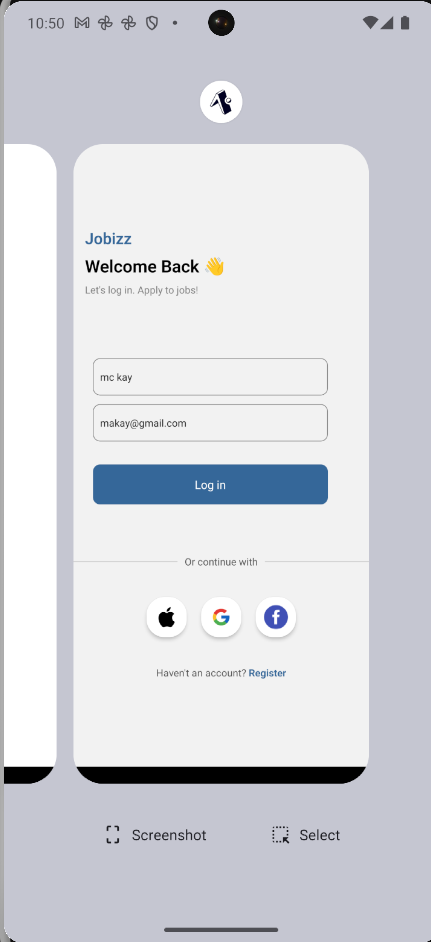 10:50
Jobizz
Welcome Back 👋
Let's log in. Apply to jobs!
mc kay
makay@gmail.com
Log in
Or continue with
Haven't an account? Register
Screenshot
Select